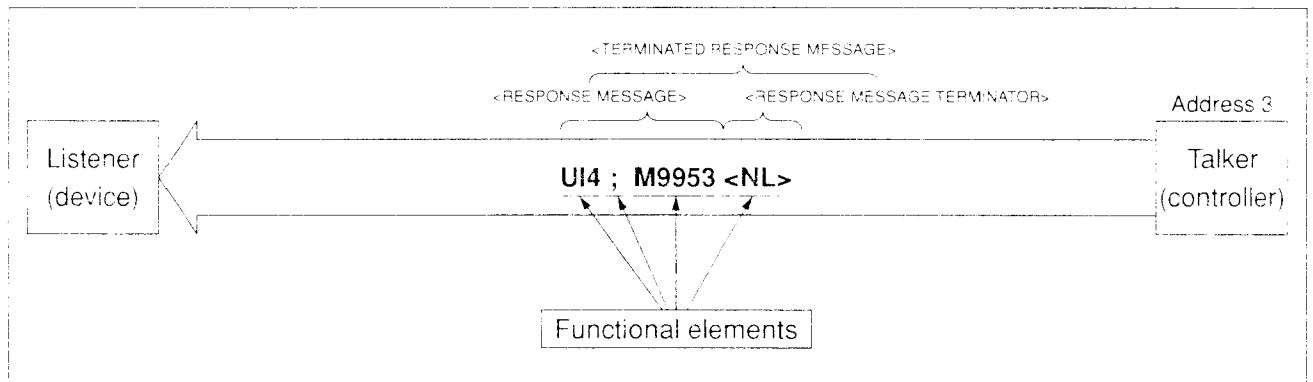 <TERMINATED RESPONSE MESSAGE>
<RESPONSE MESSAGE> <RESPONSE MESSAGE TERMINATOR>
Address 3
Listener
(device)
UI4 ; M9953 <NL>
Talker
(controller)
Functional elements